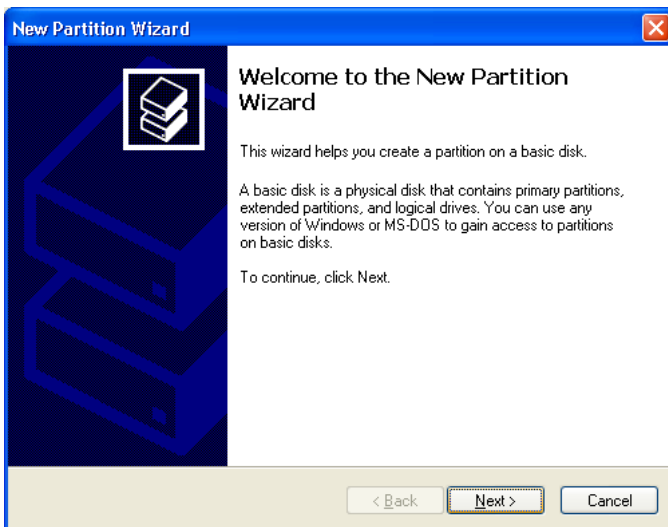 New Partition Wizard
Welcome to the New Partition
Wizard
This wizard helps you create a partition on a basic disk.
A basic disk is a physical disk that contains primary partitions,
extended partitions, and logical drives. You can use any
version of Windows or MS-DOS to gain access to partitions
on basic disks.
To continue, click Next.
< Back Next > Cancel